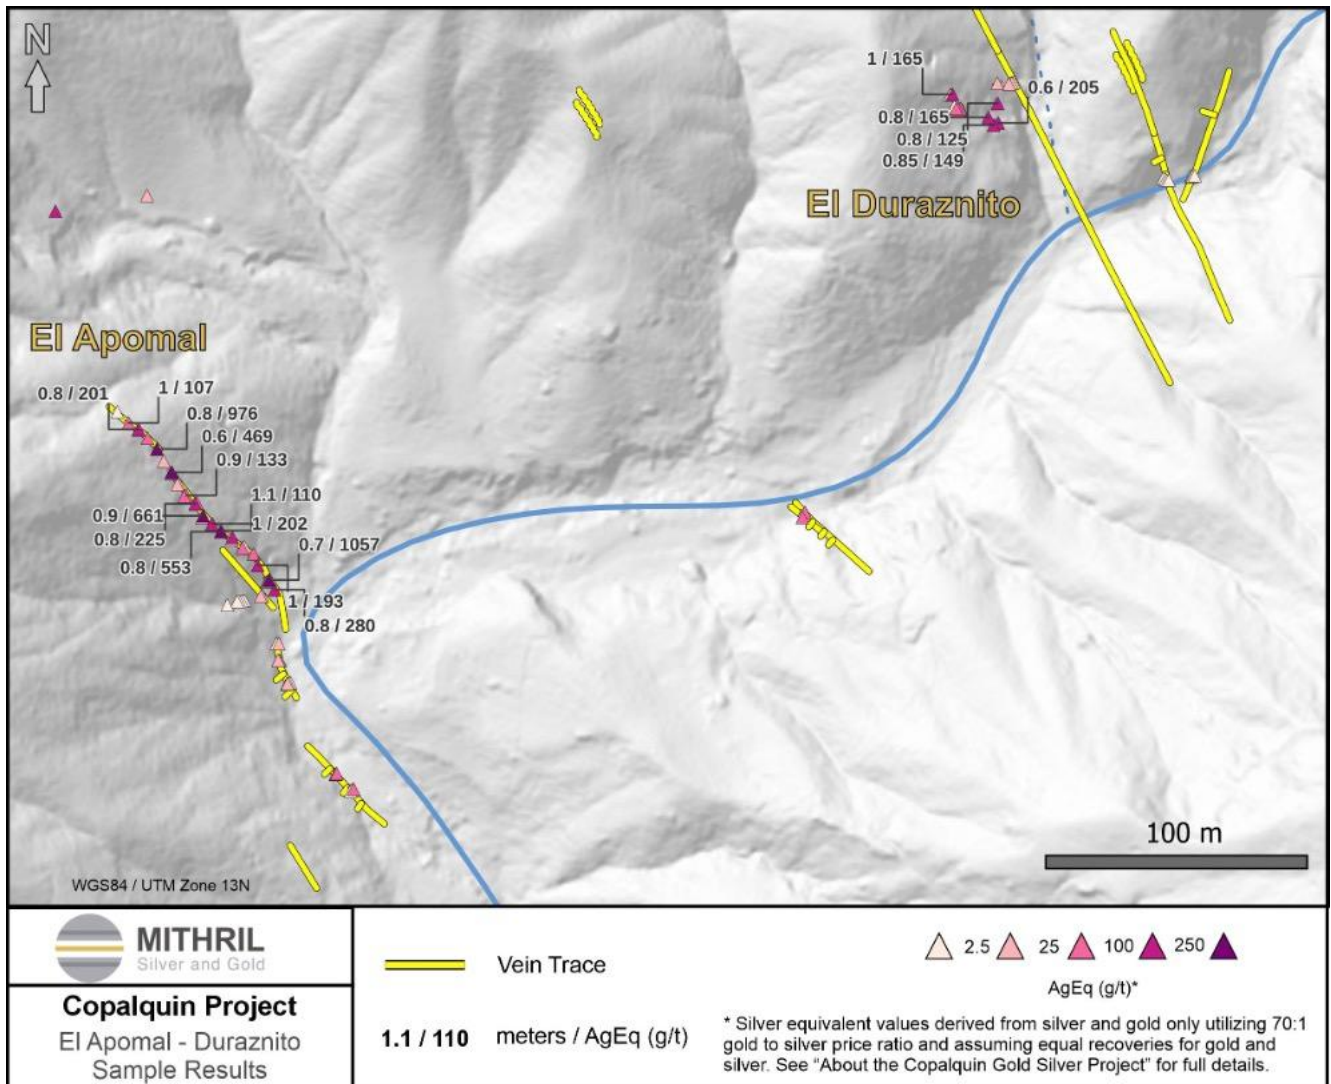 N
1 / 165
0.6 / 205
0.8 / 165
0.8 / 125
0.85 / 149
El Duraznito
El Apomal
0.8 / 201
1 / 107
0.8 / 976
0.6 / 469
0.9 / 133
1.1 / 110
0.9 / 661
1 / 202
0.8 / 225
0.7 / 1057
0.8 / 553
1 / 193
0.8 / 280
100 m
WGS84 / UTM Zone 13N
MITHRIL
Silver and Gold
Copalquin Project
El Apomal - Duraznito
Sample Results
Vein Trace
1.1 / 110 meters / AgEq (g/t)
2.5 25 100 250
AgEq (g/t)*
* Silver equivalent values derived from silver and gold only utilizing 70:1
gold to silver price ratio and assuming equal recoveries for gold and
silver. See “About the Copalquin Gold Silver Project” for full details.